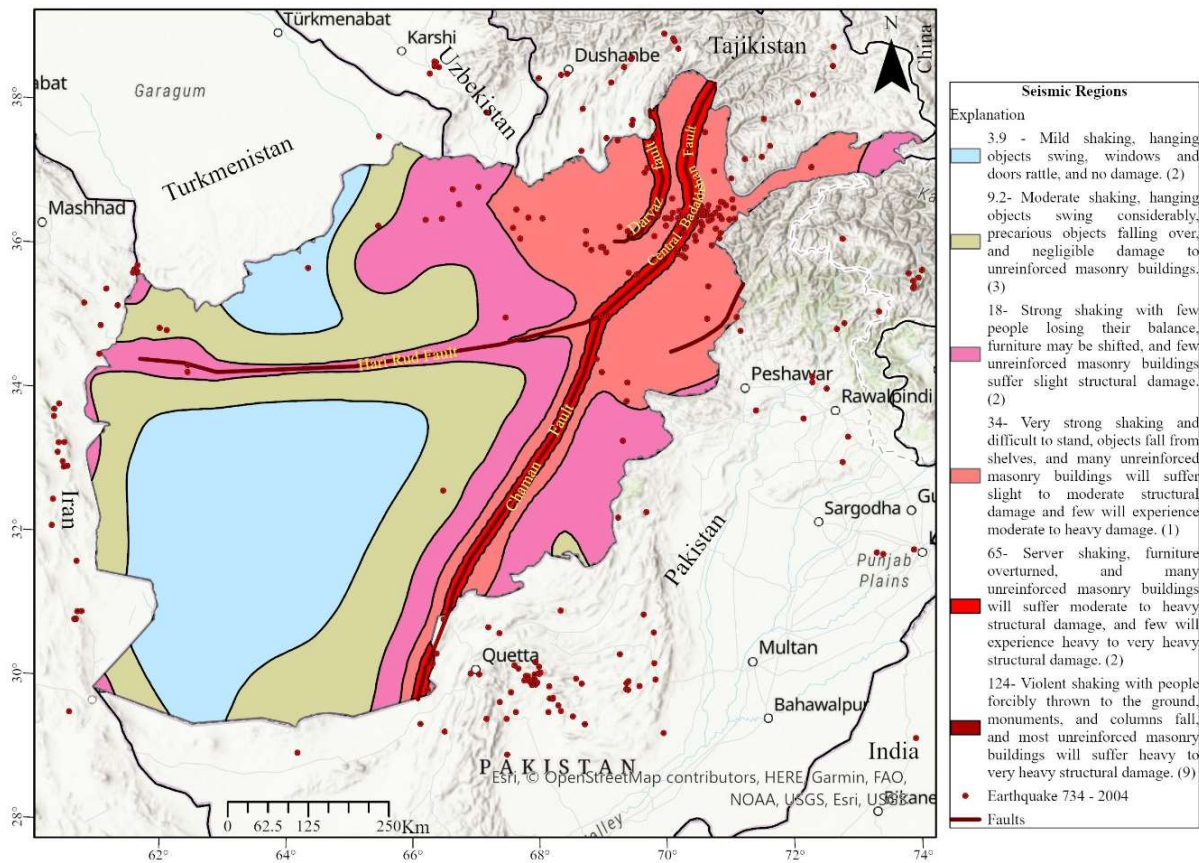 Türkmenabat
Karshi
Dushanbe
Tajikistan
N
China
abat
Garagum
Uzbekistan
Turkmenistan
Mashhad
Darvaz fault
Central Badakhshan Fault
Hari Rud Fault
Chaman Fault
Peshawar
Rawalpindi
Iran
Sargodha
Gu
Pakistan
Punjab
Plains
Quetta
Multan
Bahawalpur
India
PAKISTAN
Esri, © OpenStreetMap contributors, HERE, Garmin, FAO,
NOAA, USGS, Esri, USGS
alley
38°
36°
34°
32°
30°
28°
0 62.5 125 250Km
62° 64° 66° 68° 70° 72° 74°
Seismic Regions
Explanation
3.9 - Mild shaking, hanging
objects swing, windows and
doors rattle, and no damage. (2)
9.2- Moderate shaking, hanging
objects swing considerably,
precarious objects falling over,
and negligible damage to
unreinforced masonry buildings.
(3)
18- Strong shaking with few
people losing their balance,
furniture may be shifted, and few
unreinforced masonry buildings
suffer slight structural damage.
(2)
34- Very strong shaking and
difficult to stand, objects fall from
shelves, and many unreinforced
masonry buildings will suffer
slight to moderate structural
damage and few will experience
moderate to heavy damage. (1)
65- Server shaking, furniture
overturned, and many
unreinforced masonry buildings
will suffer moderate to heavy
structural damage, and few will
experience heavy to very heavy
structural damage. (2)
124- Violent shaking with people
forcibly thrown to the ground,
monuments, and columns fall,
and most unreinforced masonry
buildings will suffer heavy to
very heavy structural damage. (9)
Earthquake 734 - 2004
Faults